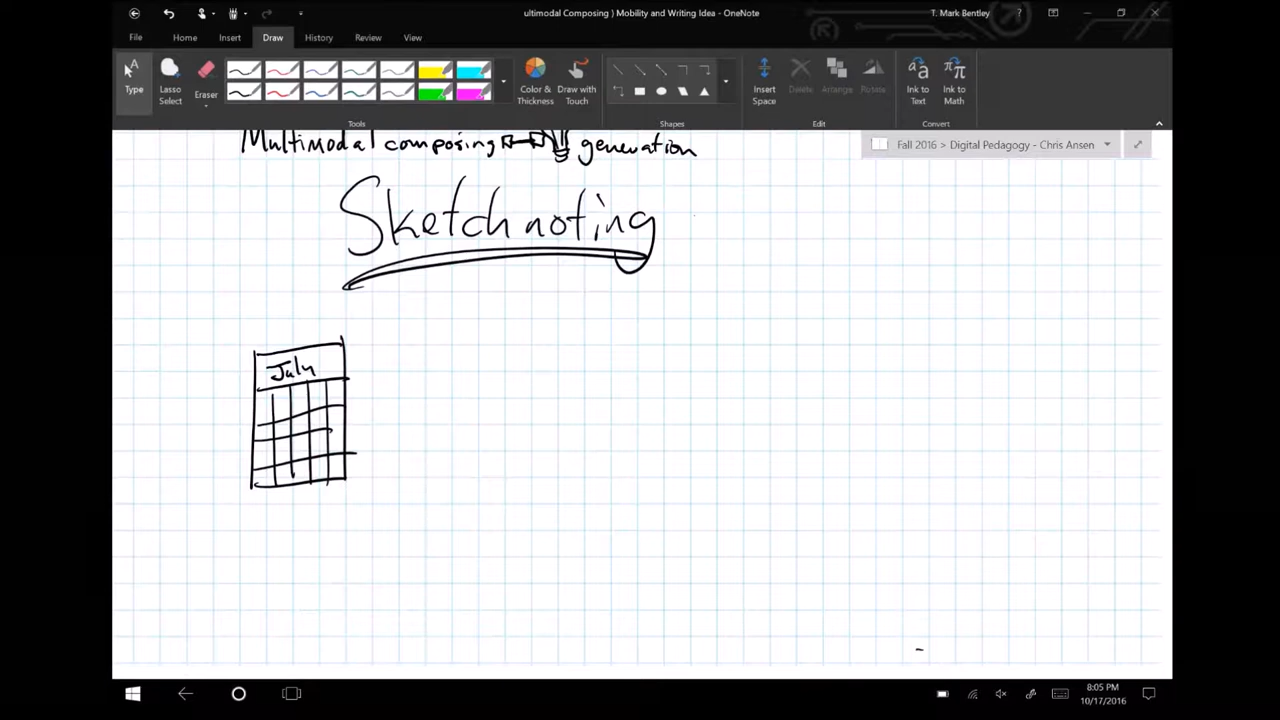 ultimodal Composing ) Mobility and Writing Idea - OneNote
T. Mark Bentley
?
File Home Insert Draw History Review View
Type
Lasso Select
Eraser
Color & Thickness
Draw with Touch
Insert Space
Delete
Arrange
Rotate
Ink to Text
Ink to Math
Tools
Shapes
Edit
Convert
Fall 2016 > Digital Pedagogy - Chris Ansen
Multimodal composing generation
Sketchnoting
July
8:05 PM
10/17/2016